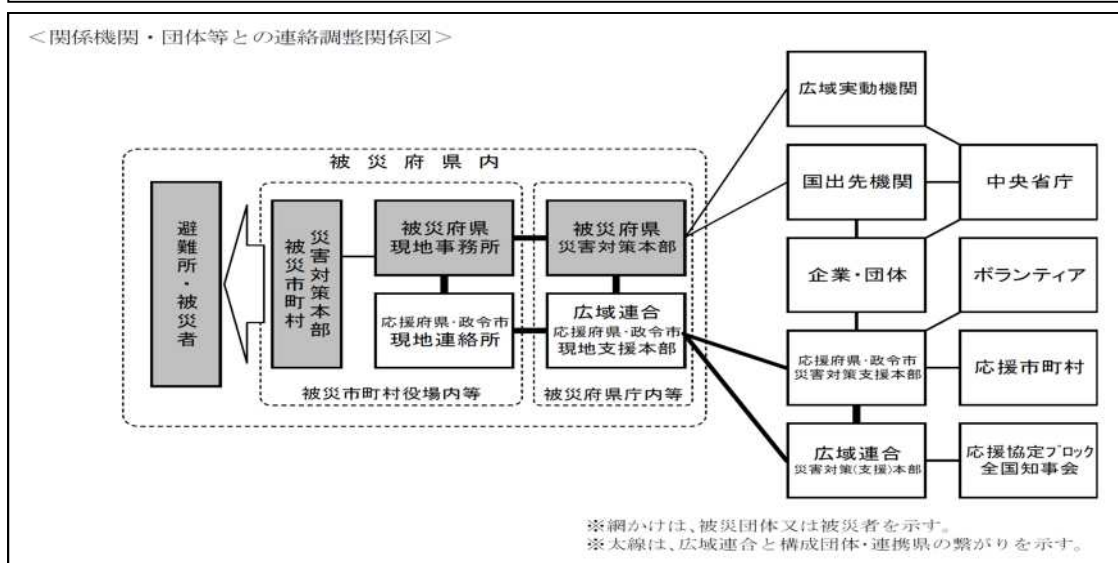 ＜関係機関・団体等との連絡調整関係図＞
被災府県内
避難所・被災者
被災市町村
災害対策本部
被災府県
現地事務所
応援府県・政令市
現地連絡所
被災市町村役場内等
被災府県
災害対策本部
広域連合
応援府県・政令市
現地支援本部
被災府県庁内等
広域実動機関
国出先機関
中央省庁
企業・団体
ボランティア
応援府県・政令市
災害対策支援本部
応援市町村
広域連合
災害対策(支援)本部
応援協定ブロック
全国知事会
※網かけは、被災団体又は被災者を示す。
※太線は、広域連合と構成団体・連携県の繋がりを示す。